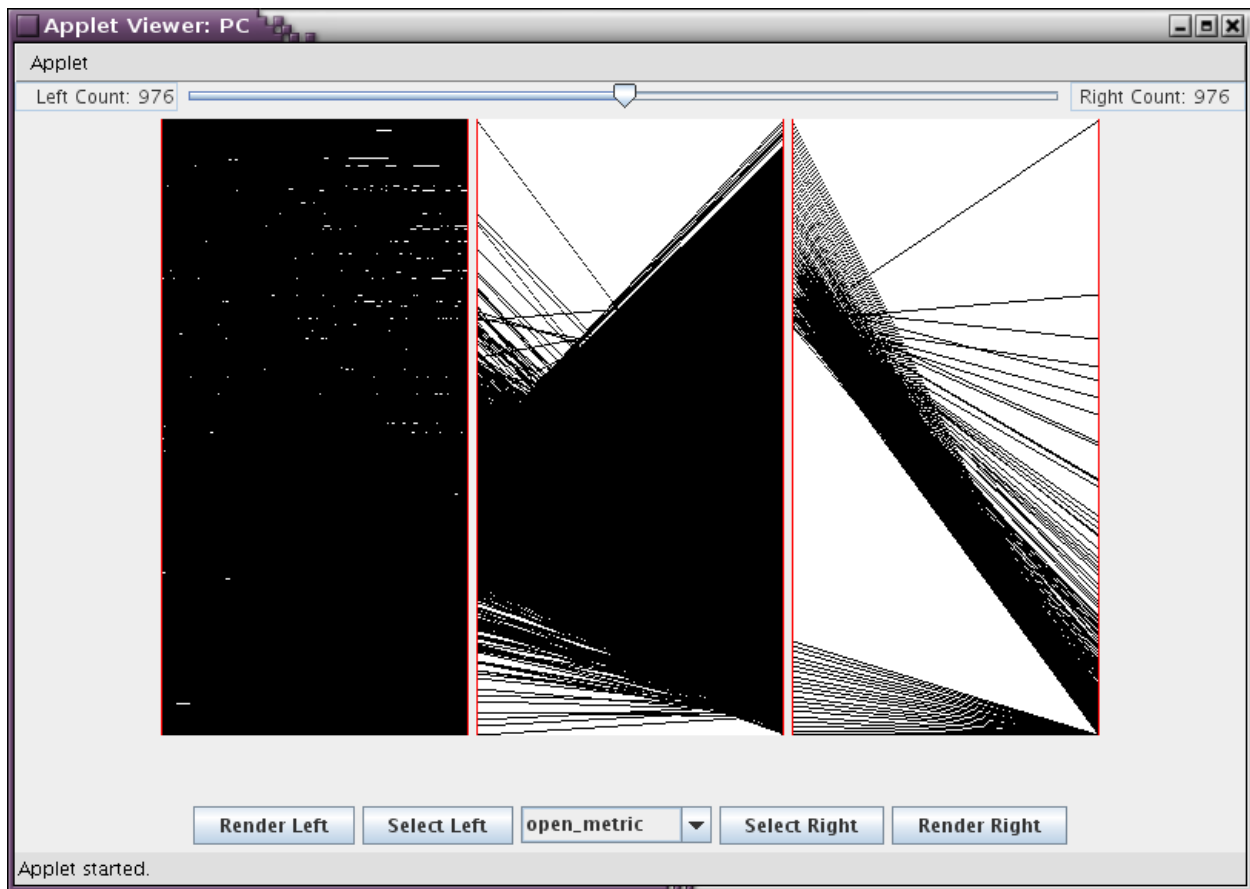 Applet Viewer: PC
Applet
Left Count: 976 Right Count: 976
Render Left Select Left open_metric Select Right Render Right
Applet started.